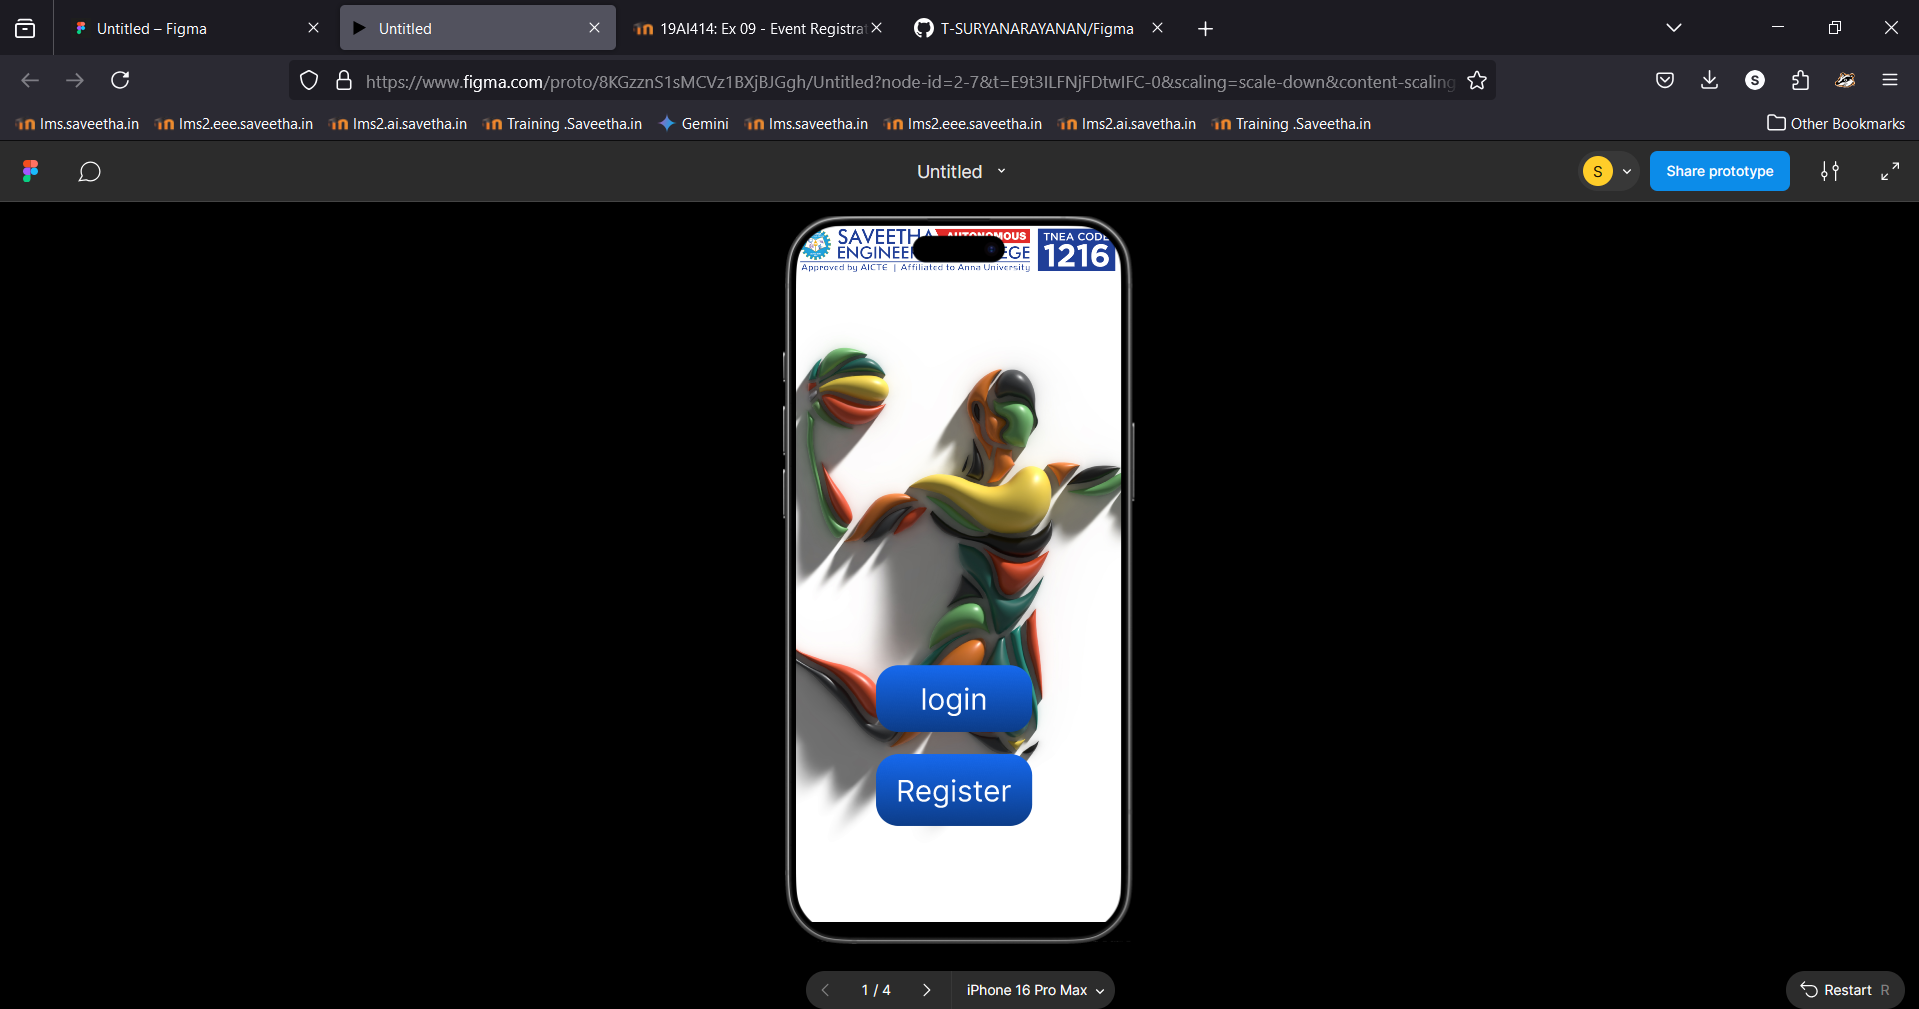 Untitled – Figma
Untitled
19AI414: Ex 09 - Event Registrat
T-SURYANARAYANAN/Figma
https://www.figma.com/proto/8KGzznS1sMCVz1BXjBJGgh/Untitled?node-id=2-7&t=E9t3ILFNjFDtwIFC-0&scaling=scale-down&content-scaling
S
lms.saveetha.in
lms2.eee.saveetha.in
lms2.ai.savetha.in
Training .Saveetha.in
Gemini
lms.saveetha.in
lms2.eee.saveetha.in
lms2.ai.savetha.in
Training .Saveetha.in
Other Bookmarks
Untitled
S
Share prototype
SAVEETHA AUTONOMOUS
ENGINEE GE
Approved by AICTE | Affiliated to Anna University
TNEA CODE
1216
login
Register
1 / 4
iPhone 16 Pro Max
Restart R